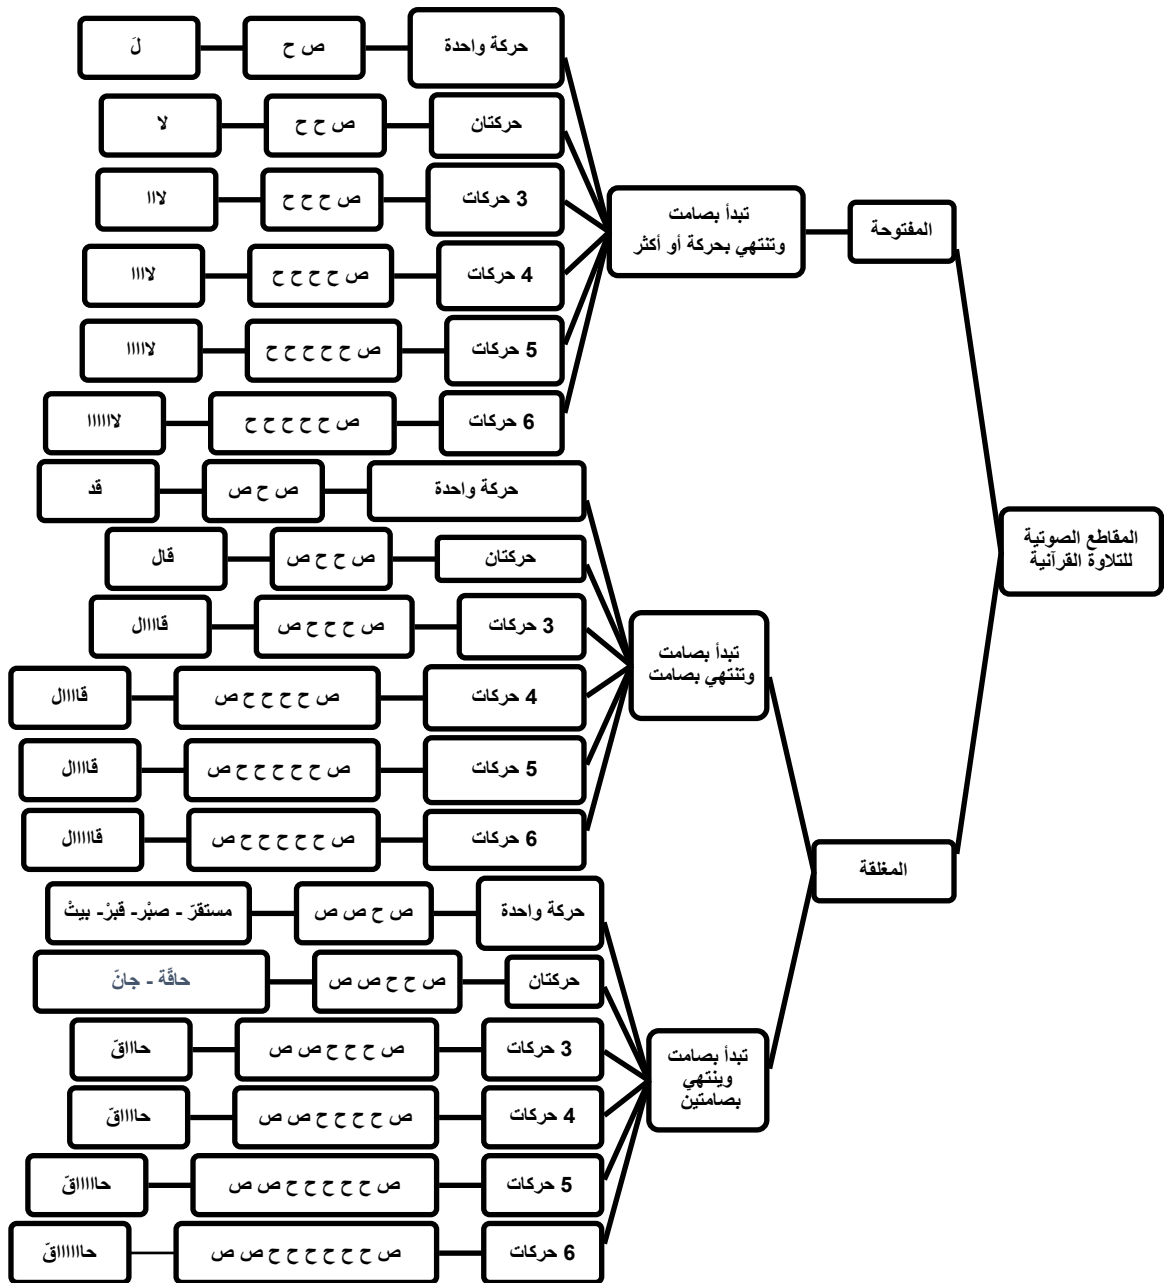 المقاطع الصوتية
للتلاوة القرآنية
المفتوحة
تبدأ بصامت
وتنتهي بحركة أو أكثر
حركة واحدة
ص ح
لَ
حركتان
ص ح ح
لا
3 حركات
ص ح ح ح
لااا
4 حركات
ص ح ح ح ح
لاااا
5 حركات
ص ح ح ح ح ح
لااااا
6 حركات
ص ح ح ح ح ح
لاااااا
المغلقة
تبدأ بصامت
وتنتهي بصامت
حركة واحدة
ص ح ص
قد
حركتان
ص ح ح ص
قال
3 حركات
ص ح ح ح ص
قااال
4 حركات
ص ح ح ح ح ص
قاااال
5 حركات
ص ح ح ح ح ح ص
قاااال
6 حركات
ص ح ح ح ح ح ص
قااااال
تبدأ بصامت
وينتهي
بصامتين
حركة واحدة
ص ح ص ص
مستقرَ - صبْر- قبرْ- بيتْ
حركتان
ص ح ح ص ص
حاقَّة - جانّ
3 حركات
ص ح ح ح ص ص
حاااقّ
4 حركات
ص ح ح ح ح ص ص
حااااقّ
5 حركات
ص ح ح ح ح ح ص ص
حاااااقّ
6 حركات
ص ح ح ح ح ح ح ص ص
حااااااقّ